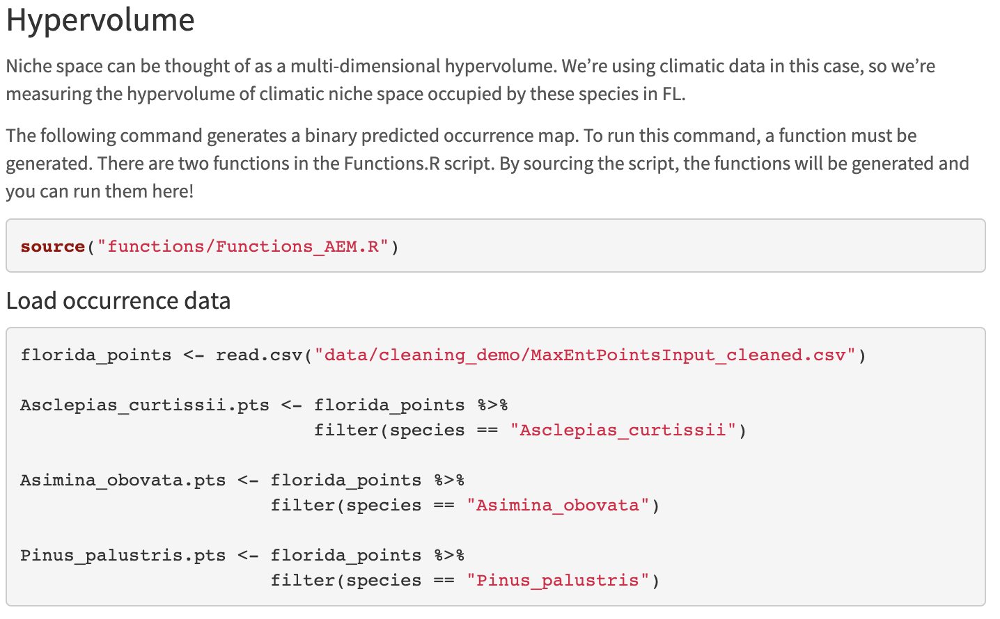 Hypervolume
Niche space can be thought of as a multi-dimensional hypervolume. We’re using climatic data in this case, so we’re
measuring the hypervolume of climatic niche space occupied by these species in FL.
The following command generates a binary predicted occurrence map. To run this command, a function must be
generated. There are two functions in the Functions.R script. By sourcing the script, the functions will be generated and
you can run them here!
source("functions/Functions_AEM.R")
Load occurrence data
florida_points <- read.csv("data/cleaning_demo/MaxEntPointsInput_cleaned.csv")
Asclepias_curtissii.pts <- florida_points %>%
filter(species == "Asclepias_curtissii")
Asimina_obovata.pts <- florida_points %>%
filter(species == "Asimina_obovata")
Pinus_palustris.pts <- florida_points %>%
filter(species == "Pinus_palustris")